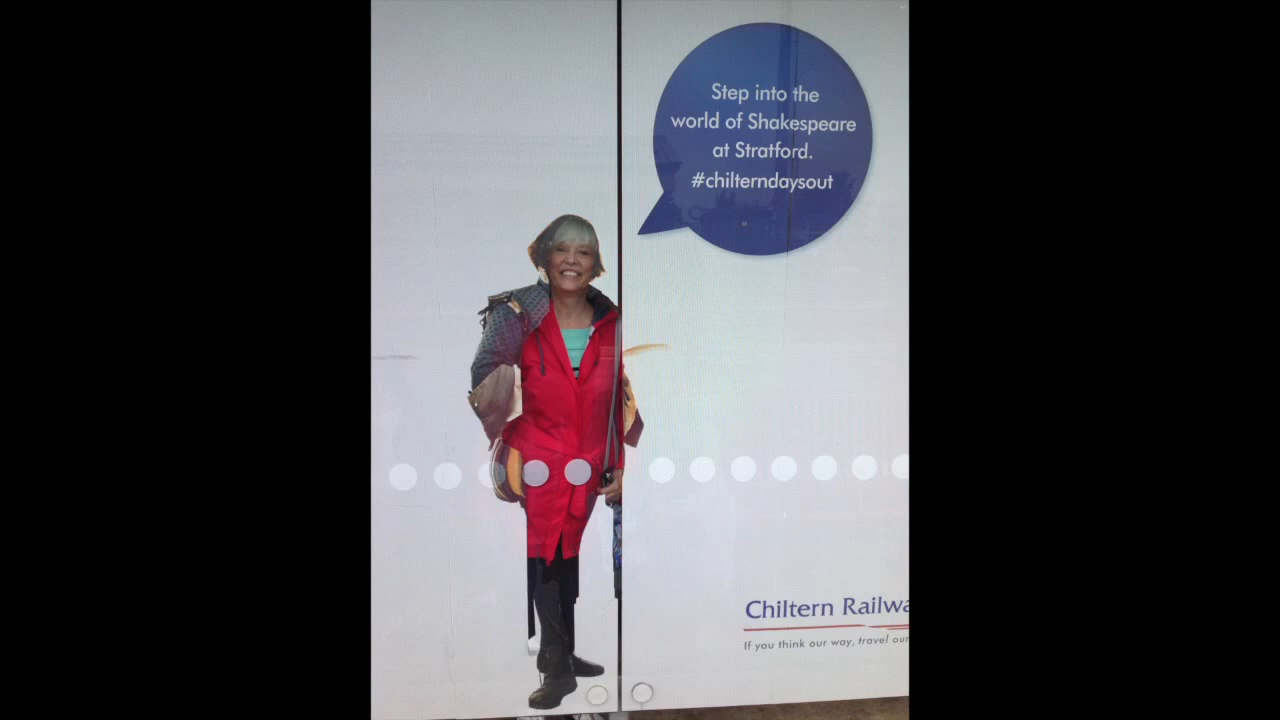 Step into the
world of Shakespeare
at Stratford.
#chilterndaysout
Chiltern Railwa
If you think our way, travel our